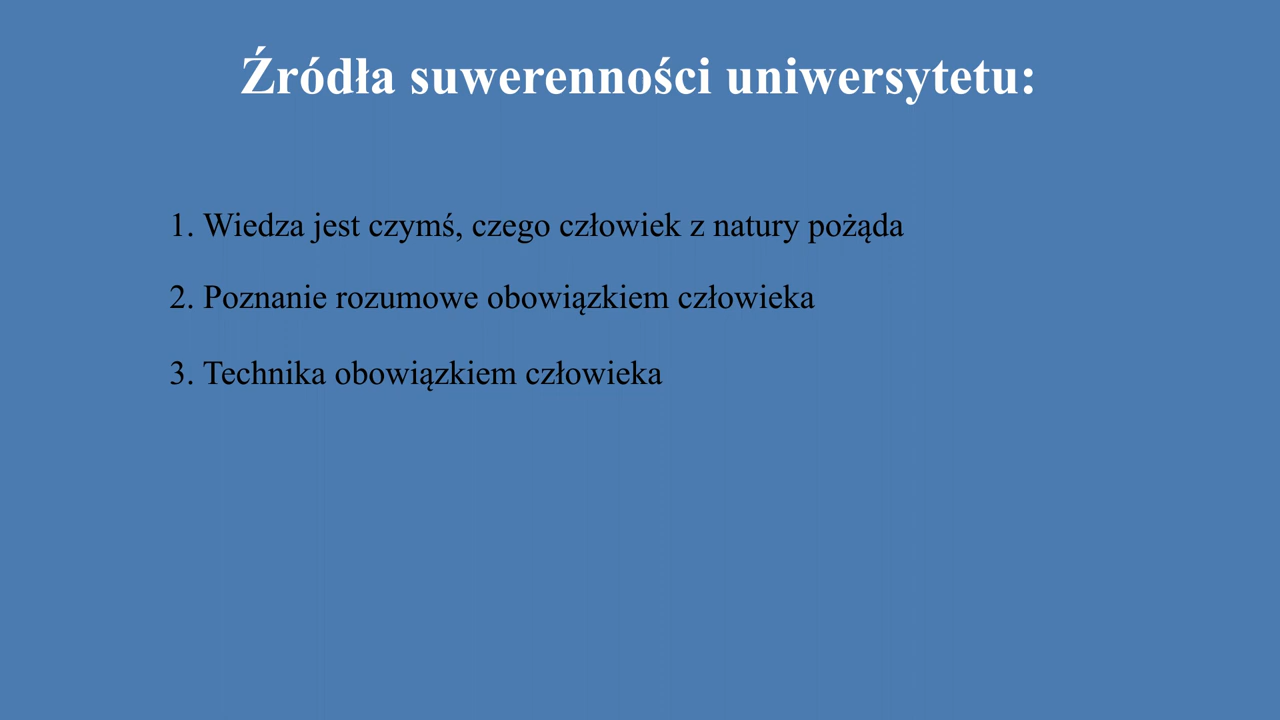 Źródła suwerenności uniwersytetu:
1. Wiedza jest czymś, czego człowiek z natury pożąda
2. Poznanie rozumowe obowiązkiem człowieka
3. Technika obowiązkiem człowieka